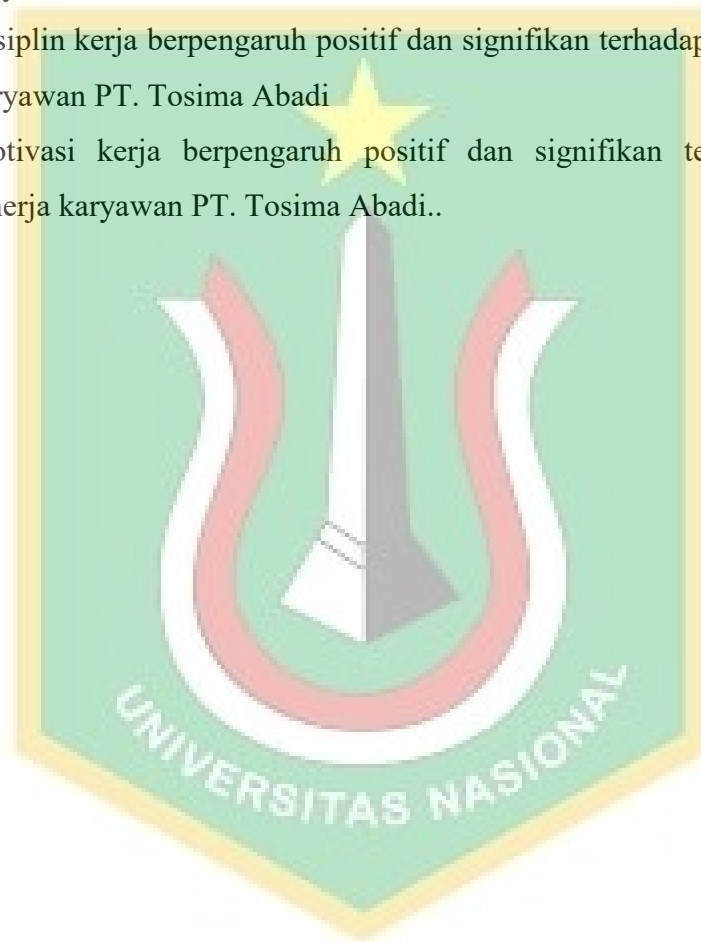 siplin kerja berpengaruh positif dan signifikan terhadap
ryawan PT. Tosima Abadi
otivasi kerja berpengaruh positif dan signifikan te
nerja karyawan PT. Tosima Abadi..
UNIVERSITAS NASIONAL